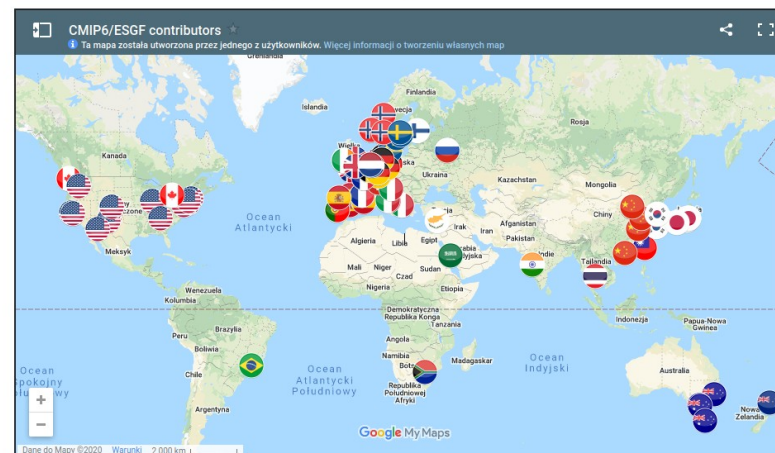 CMIP6/ESGF contributors
Ta mapa została utworzona przez jednego z użytkowników. Więcej informacji o tworzeniu własnych map
Grenlandia
Islandia
Finlandia
Rosja
Kanada
Ukraina
Kazachstan
Mongolia
Chiny
Ocean
Atlantycki
Afganistan
Irak
Iran
Pakistan
Algieria
Libia
Egipt
Meksyk
Mali
Niger
Czad
Sudan
Tajlandia
Nigeria
Etiopia
Wenezuela
Kolumbia
Demokratyczna
Republika Konga
Tanzania
Indonezja
Papua-Nowa
Gwinea
Brazylia
Peru
Boliwia
Angola
Namibia
Madagaskar
Ocean
Indyjski
Australia
Chile
Ocean
Atlantycki
Południowy
Republika
Południowej
Afryki
Ocean
Argentyna
Nowa
Zelandia
+
−
Google My Maps
Dane do Mapy ©2020 Warunki 2 000 km